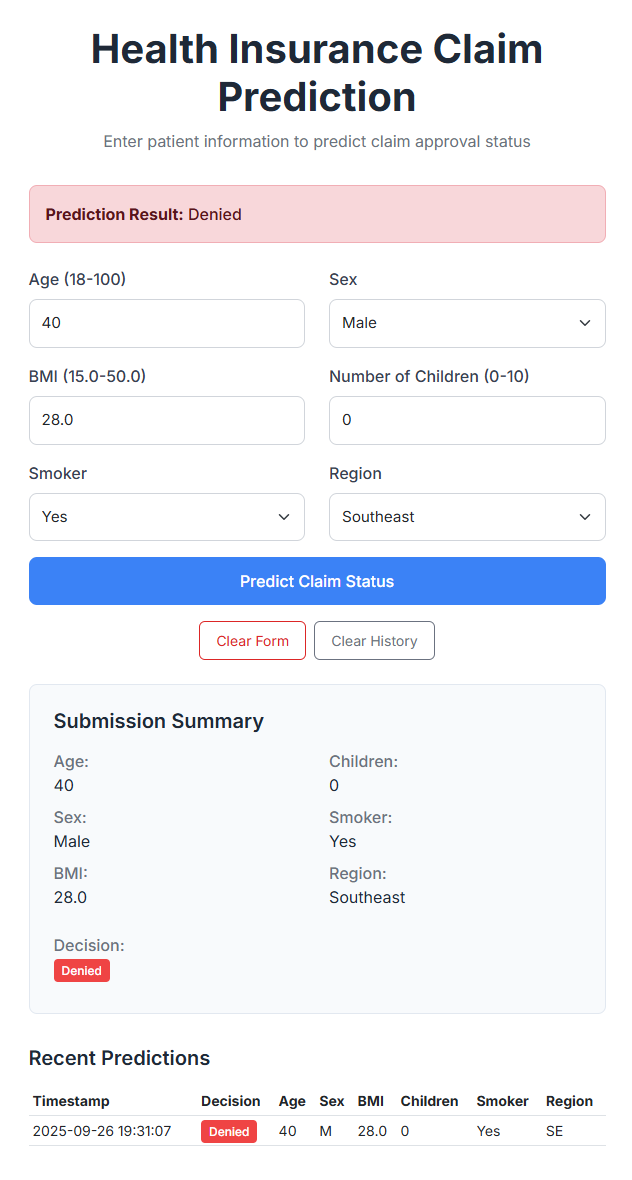 Health Insurance Claim
Prediction
Enter patient information to predict claim approval status
Prediction Result: Denied
Age (18-100) Sex
40 Male
BMI (15.0-50.0) Number of Children (0-10)
28.0 0
Smoker Region
Yes Southeast
Predict Claim Status
Clear Form Clear History
Submission Summary
Age: Children:
40 0
Sex: Smoker:
Male Yes
BMI: Region:
28.0 Southeast
Decision:
Denied
Recent Predictions
Timestamp Decision Age Sex BMI Children Smoker Region
2025-09-26 19:31:07 Denied 40 M 28.0 0 Yes SE